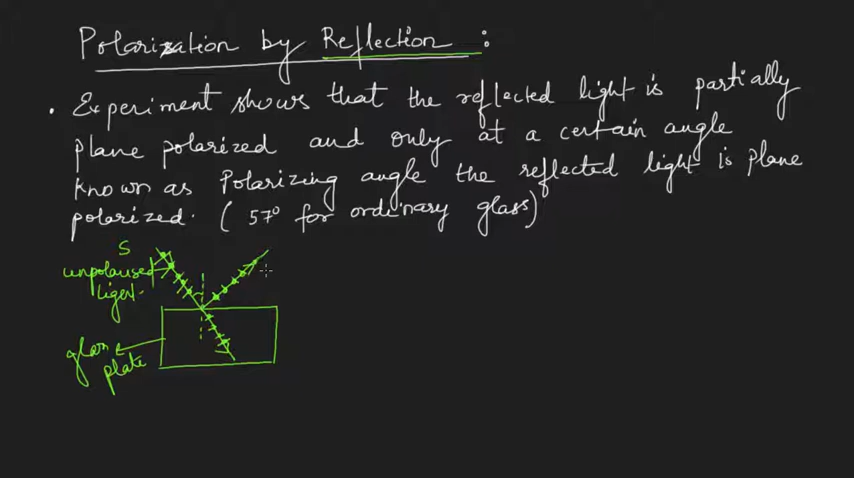 Polarization by Reflection :
• Experiment shows that the reflected light is partially
plane polarized and only at a certain angle
known as Polarizing angle the reflected light is plane
polarized. (57° for ordinary glass)
S
unpolarised
light.
glass
plate